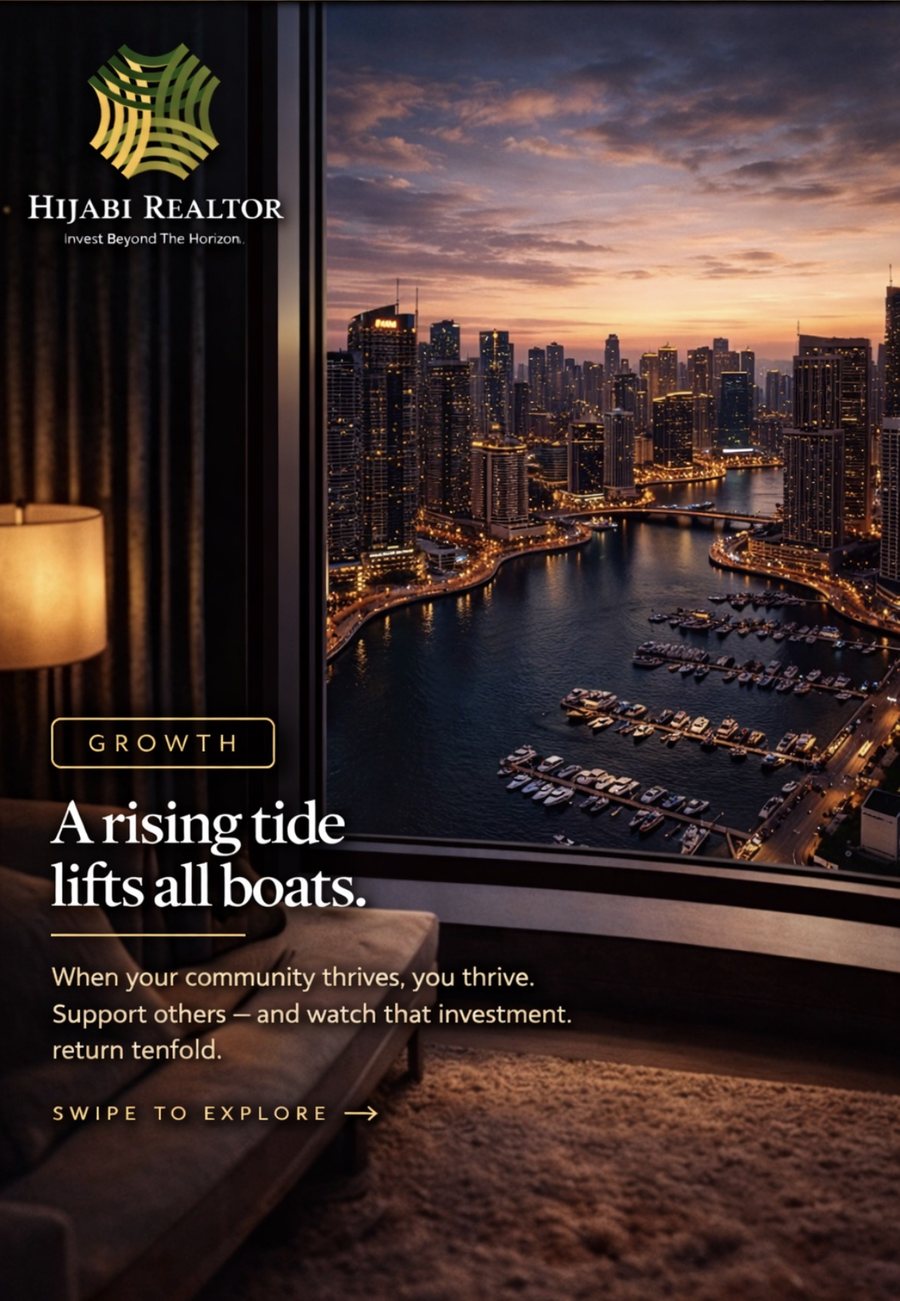 HIJABI REALTOR
Invest Beyond The Horizon.
GROWTH
A rising tide
lifts all boats.
When your community thrives, you thrive.
Support others — and watch that investment.
return tenfold.
SWIPE TO EXPLORE →